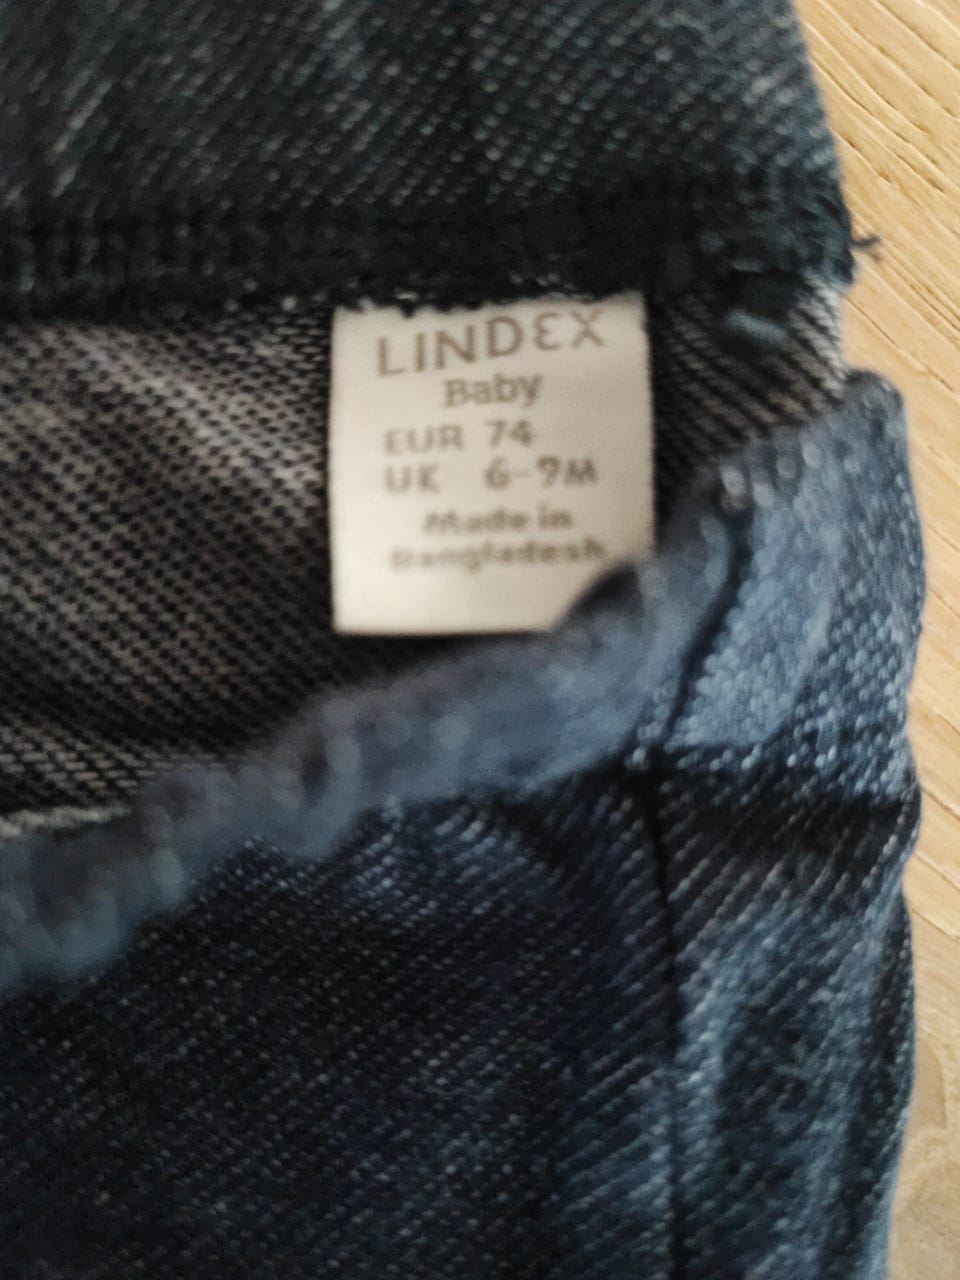 LINDEX
Baby
EUR 74
UK 6-9M
Made in
Bangladesh